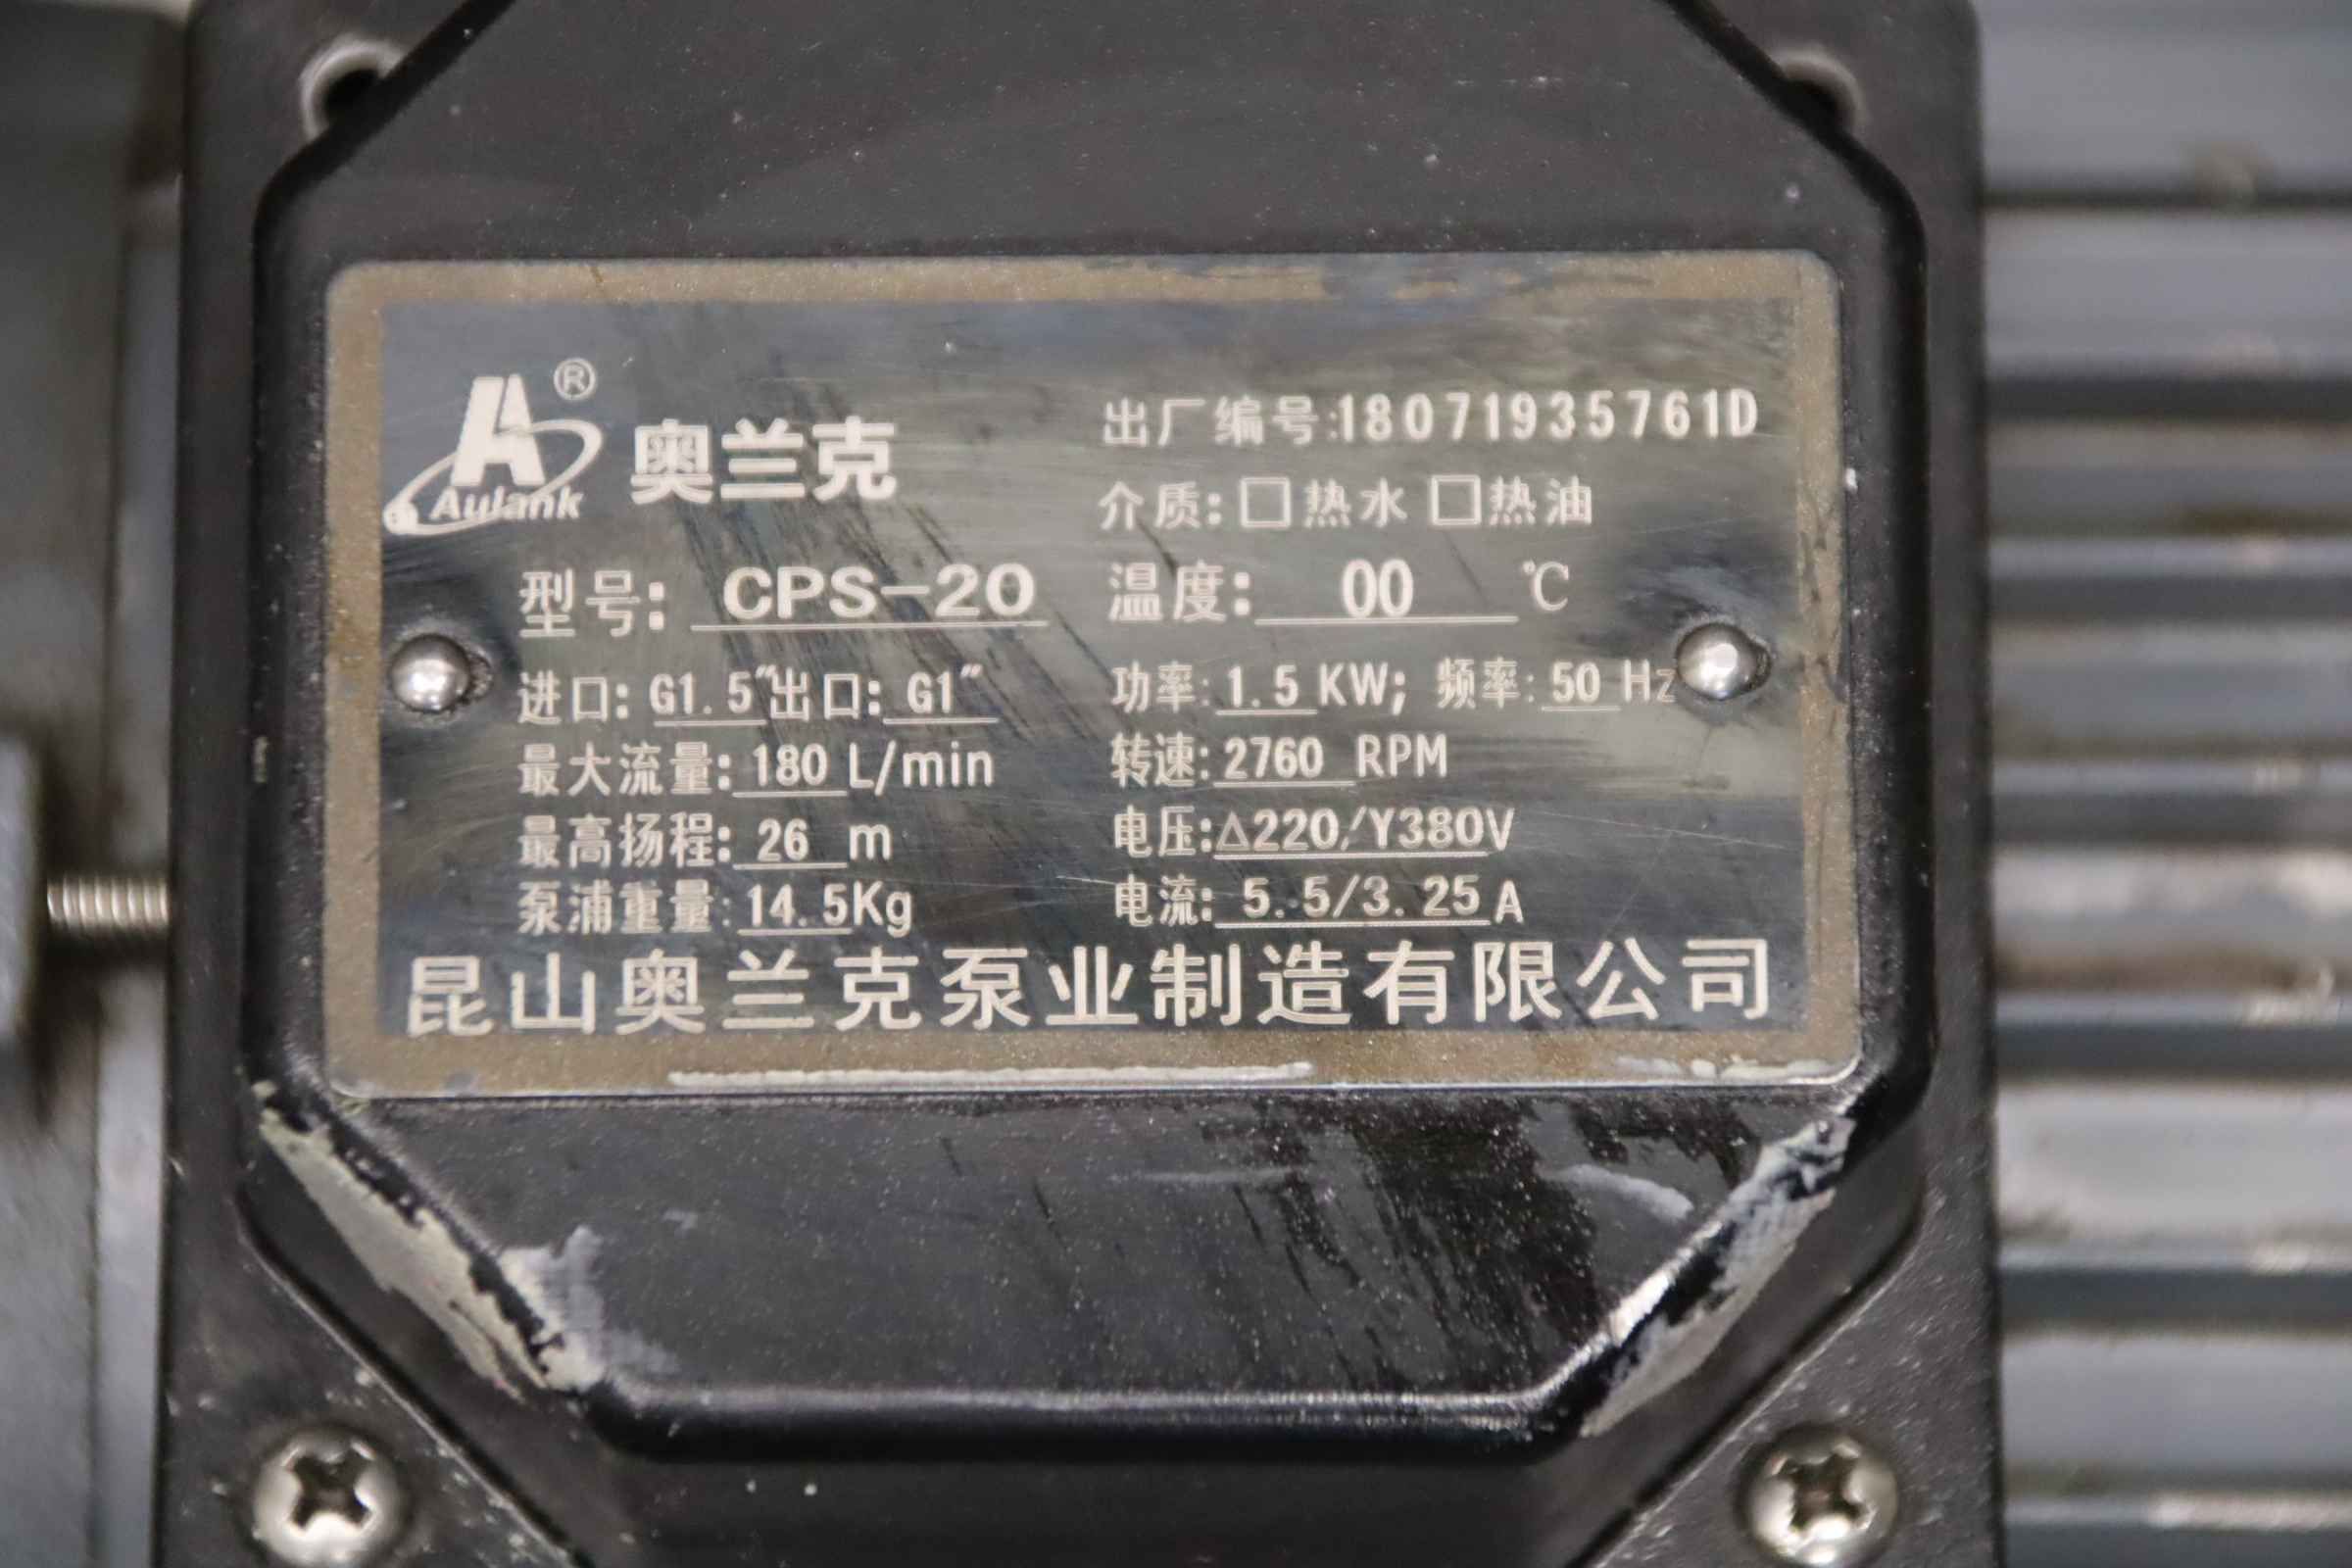 A®
Aulank
奥兰克
出厂编号:18071935761D
介质:□热水 □热油
型号: CPS-20
温度: 00 ℃
进口: G1.5" 出口: G1"
功率: 1.5 KW; 频率: 50 Hz
最大流量: 180 L/min
转速: 2760 RPM
最高扬程: 26 m
电压:△220/Y380V
泵浦重量: 14.5Kg
电流: 5.5/3.25 A
昆山奥兰克泵业制造有限公司